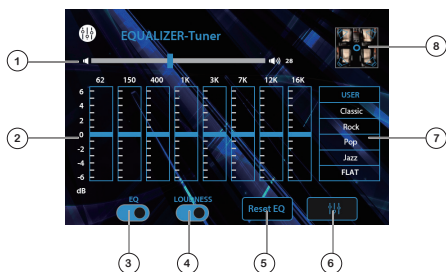 EQUALIZER-Tuner
8
1
28
62 150 400 1K 3K 7K 12K 16K
USER
6
Classic
4
Rock
2
2
0
7
Pop
-2
Jazz
-4
FLAT
-6
dB
EQ
LOUDNESS
Reset EQ
3
4
5
6